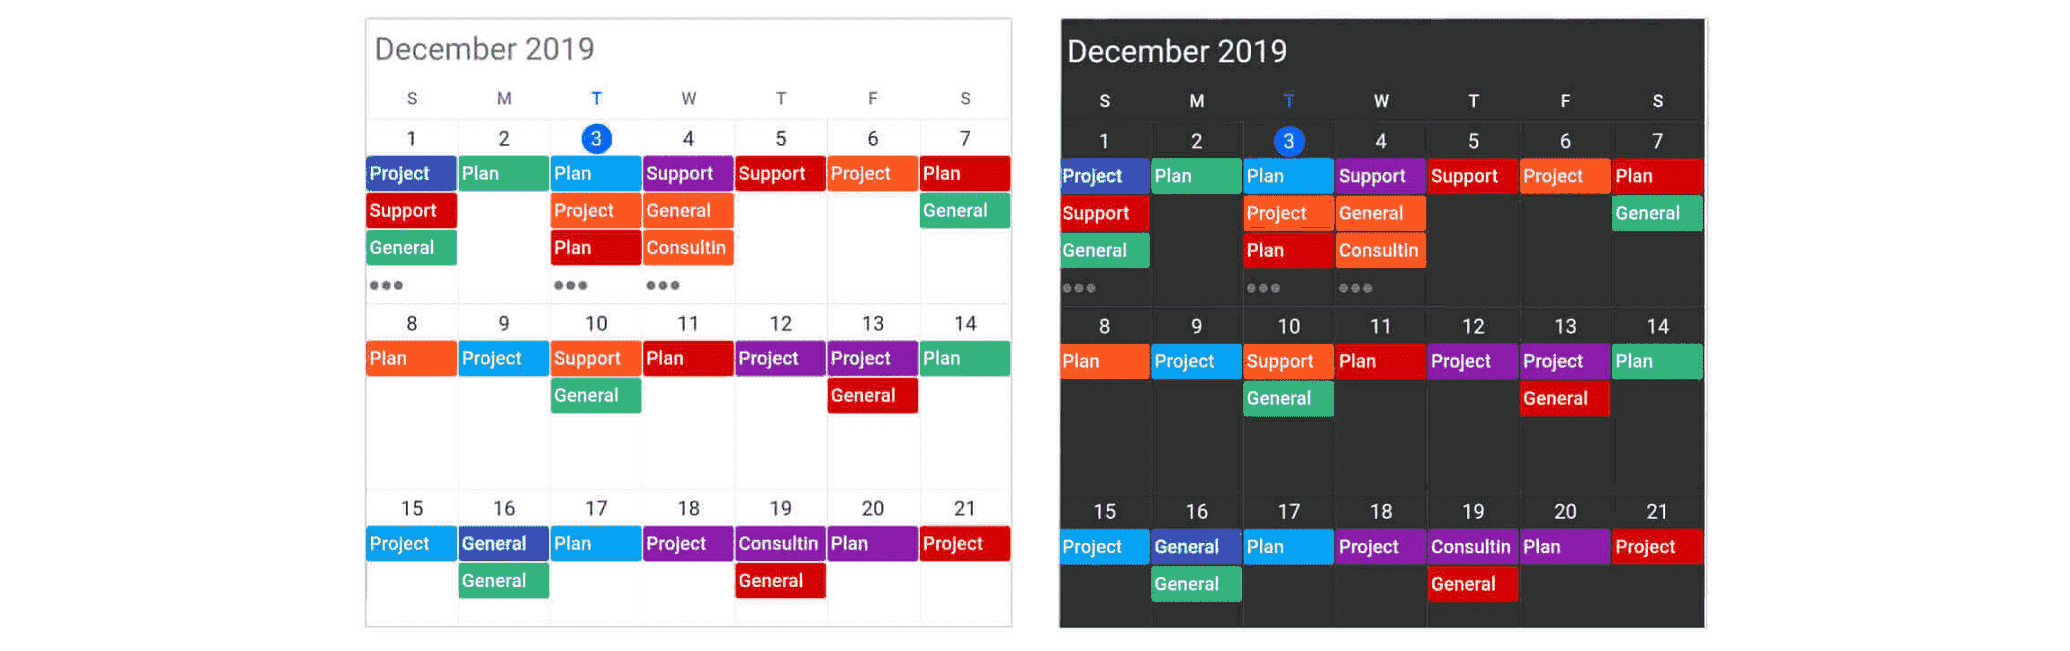 December 2019
S M T W T F S
1 2 3 4 5 6 7
Project Plan Plan Support Support Project Plan
Support Project General General
General Plan Consultin
8 9 10 11 12 13 14
Plan Project Support Plan Project Project Plan
General General
15 16 17 18 19 20 21
Project General Plan Project Consultin Plan Project
General General
December 2019
S M T W T F S
1 2 3 4 5 6 7
Project Plan Plan Support Support Project Plan
Support Project General General
General Plan Consultin
8 9 10 11 12 13 14
Plan Project Support Plan Project Project Plan
General General
15 16 17 18 19 20 21
Project General Plan Project Consultin Plan Project
General General